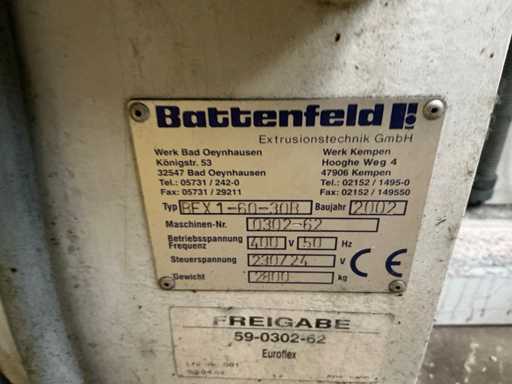 Battenfeld
Extrusionstechnik GmbH
Werk Bad Oeynhausen
Königstr. 53
32547 Bad Oeynhausen
Tel.: 05731 / 242-0
Fax: 05731 / 29211
Werk Kempen
Hooghe Weg 4
47906 Kempen
Tel.: 02152 / 1495-0
Fax: 02152 / 149550
Typ BEX1-60-30B Baujahr 2002
Maschinen-Nr. 0302-62
Betriebsspannung
Frequenz 400 V 50 Hz
Steuerspannung 230/24 V
Gewicht 2800 kg
CE
FREIGABE
59-0302-62
Euroflex